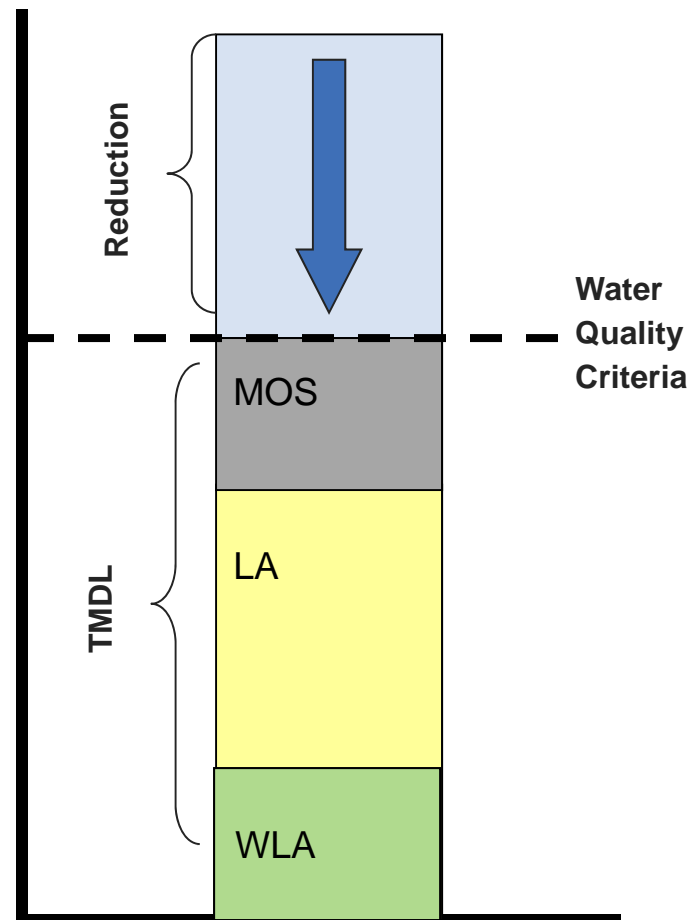 Reduction
Water
Quality
Criteria
MOS
LA
TMDL
WLA